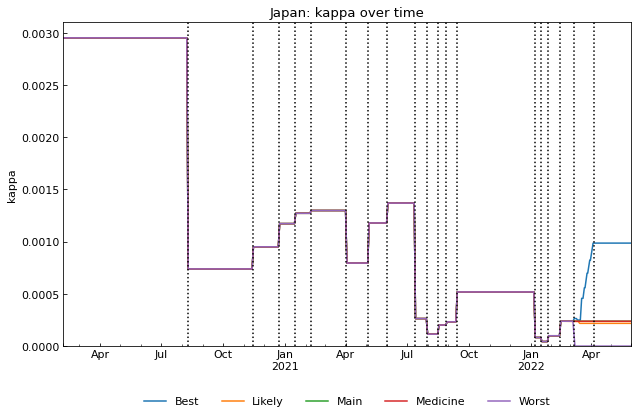 Japan: kappa over time
kappa
0.0030
0.0025
0.0020
0.0015
0.0010
0.0005
0.0000
Apr Jul Oct Jan Apr Jul Oct Jan Apr
2021 2022
Best Likely Main Medicine Worst